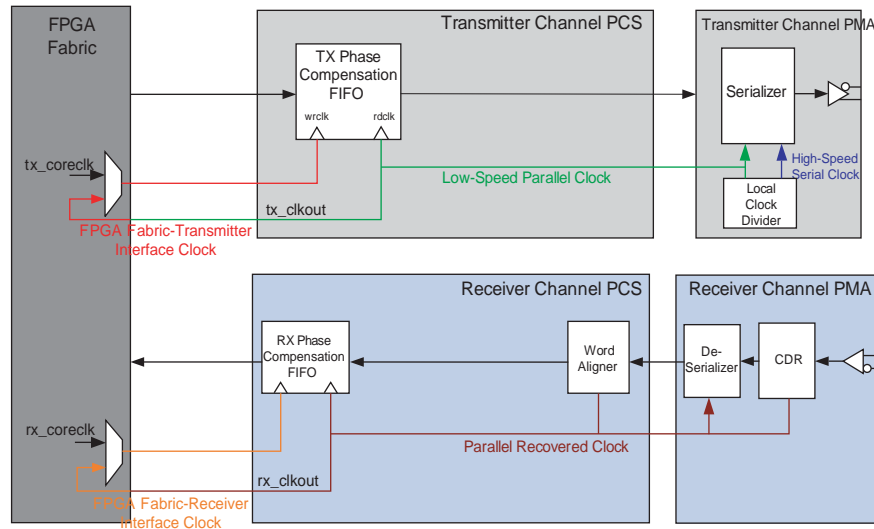 FPGA
Fabric
Transmitter Channel PCS
Transmitter Channel PMA
TX Phase
Compensation
FIFO
wrclk
rdclk
Serializer
tx_coreclk
Low-Speed Parallel Clock
High-Speed
Serial Clock
Local
Clock
Divider
tx_clkout
FPGA Fabric-Transmitter
Interface Clock
Receiver Channel PCS
Receiver Channel PMA
RX Phase
Compensation
FIFO
Word
Aligner
De-
Serializer
CDR
rx_coreclk
Parallel Recovered Clock
rx_clkout
FPGA Fabric-Receiver
Interface Clock